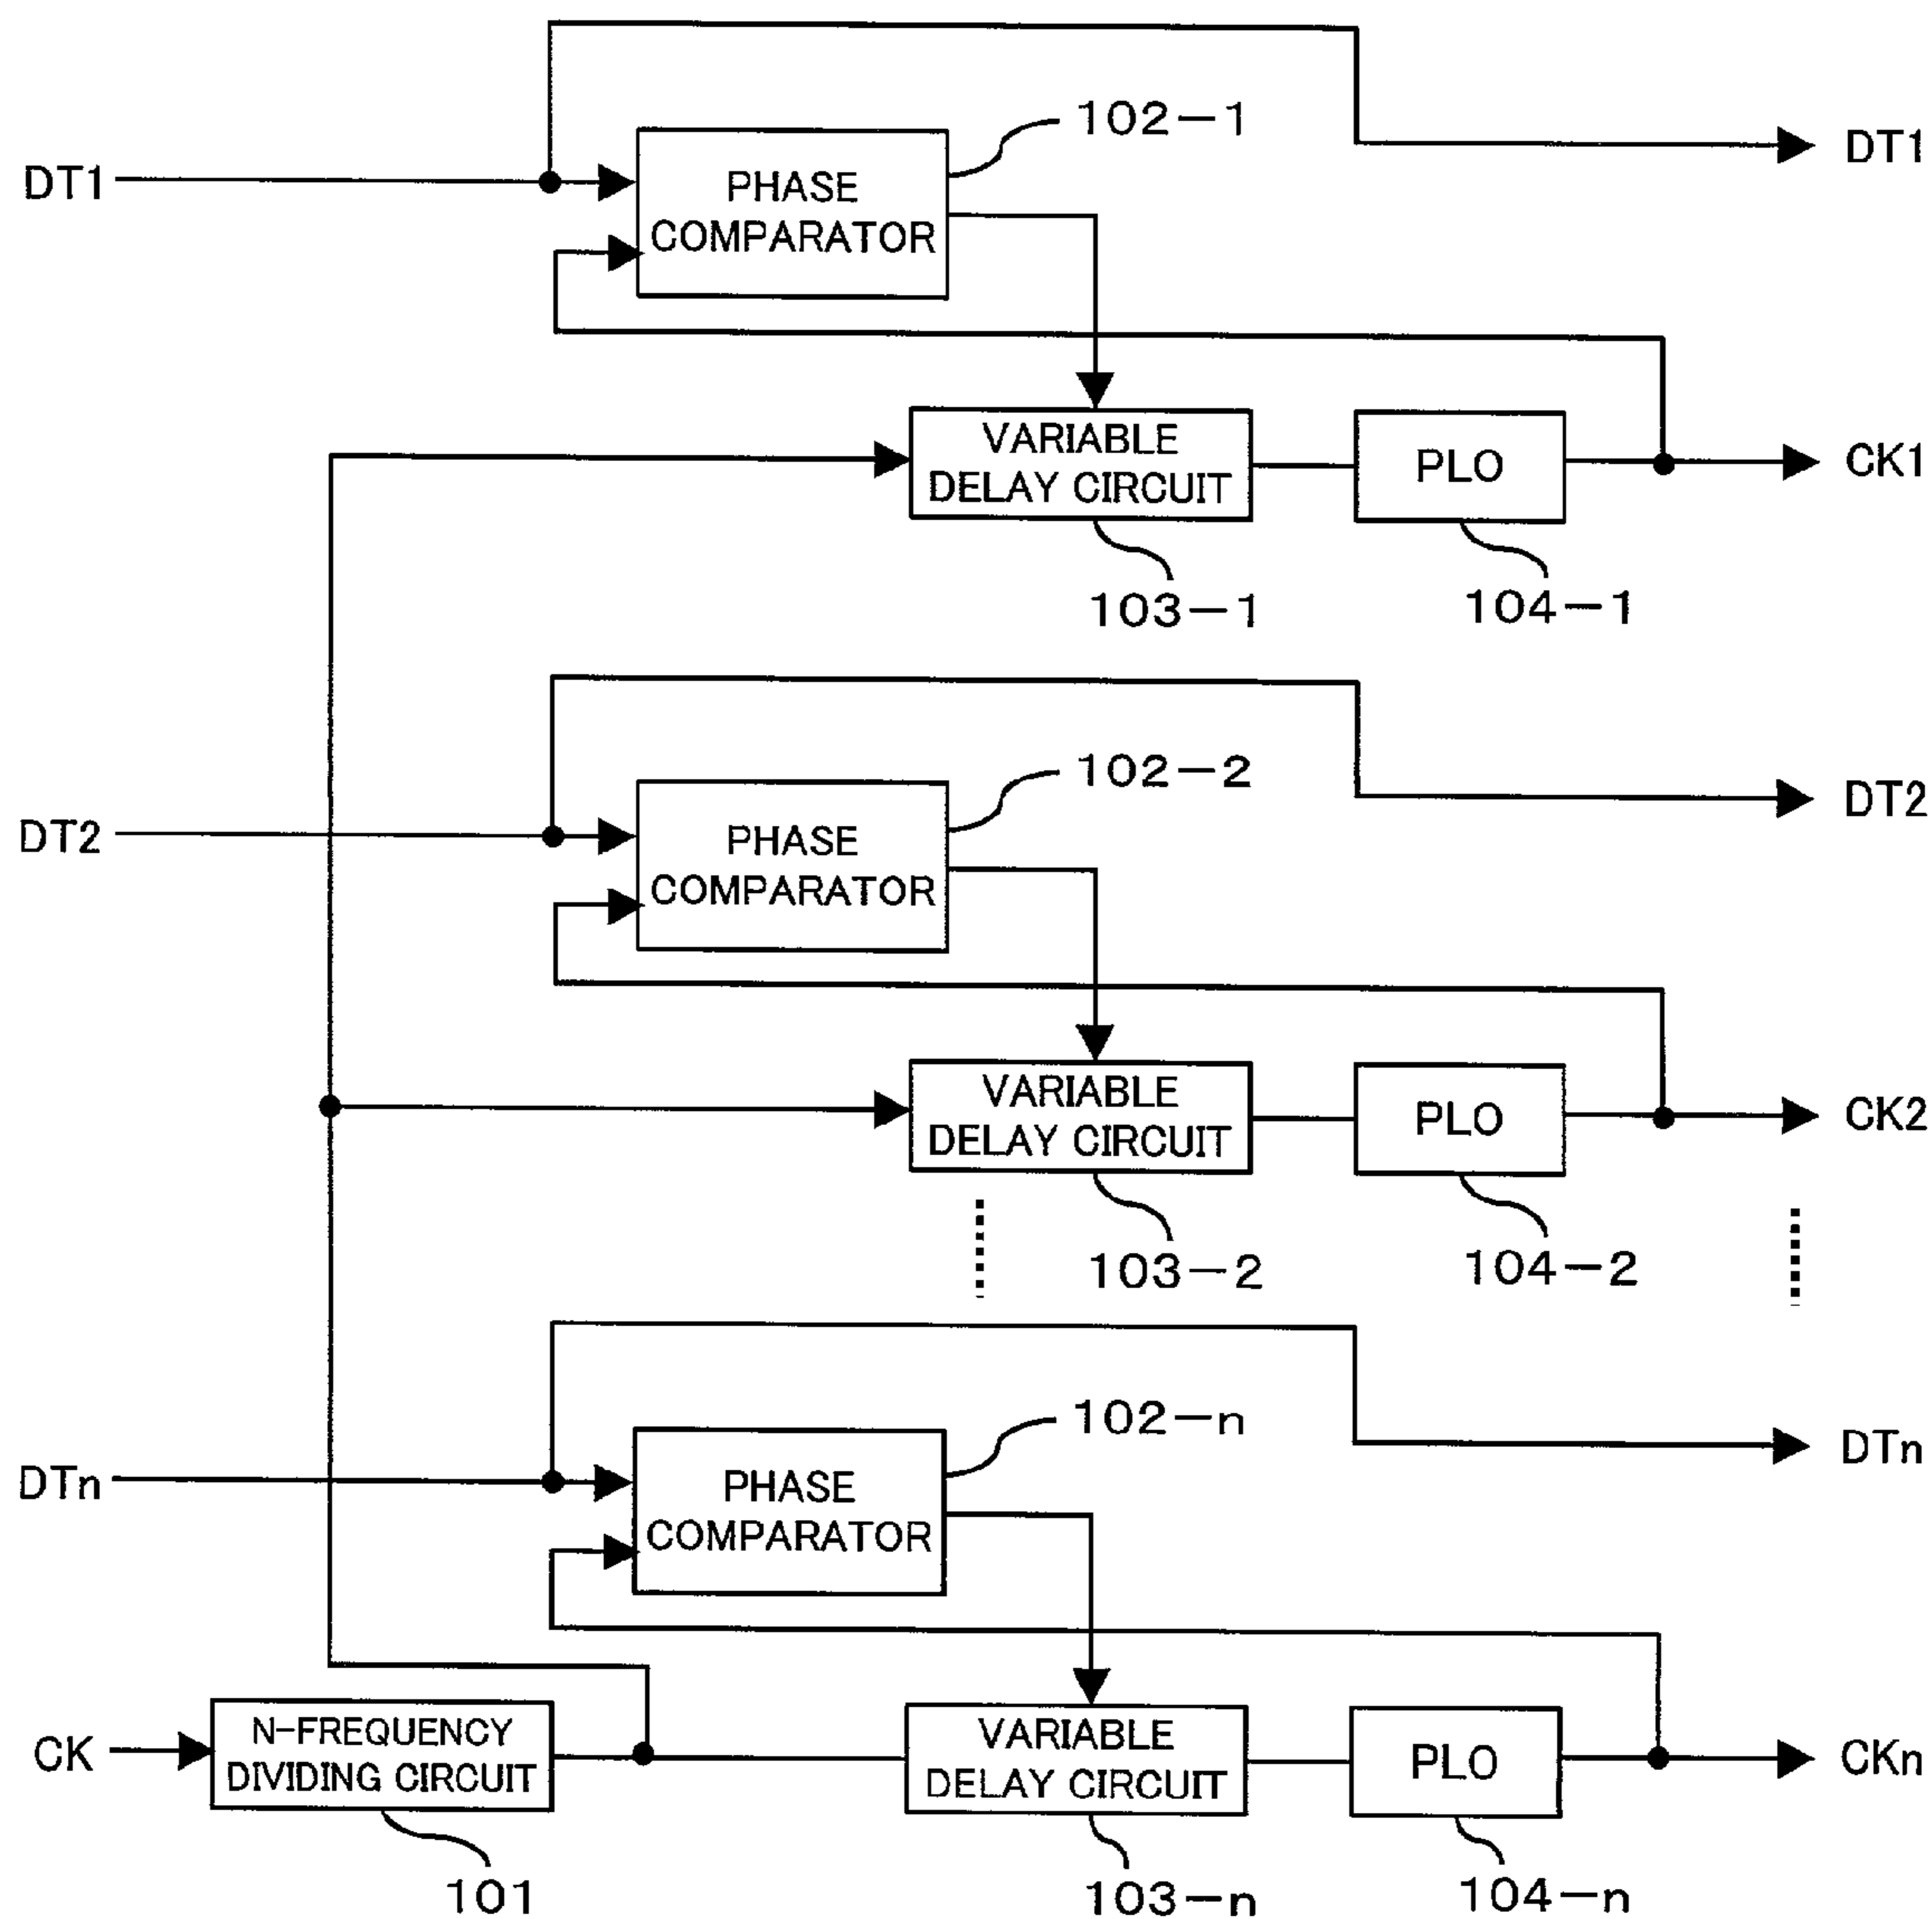 102-1
DT1
DT1
PHASE
COMPARATOR
VARIABLE
DELAY CIRCUIT
PLO
CK1
103-1
104-1
102-2
DT2
DT2
PHASE
COMPARATOR
VARIABLE
DELAY CIRCUIT
PLO
CK2
103-2
104-2
102-n
DTn
DTn
PHASE
COMPARATOR
CK
N-FREQUENCY
DIVIDING CIRCUIT
VARIABLE
DELAY CIRCUIT
PLO
CKn
101
103-n
104-n